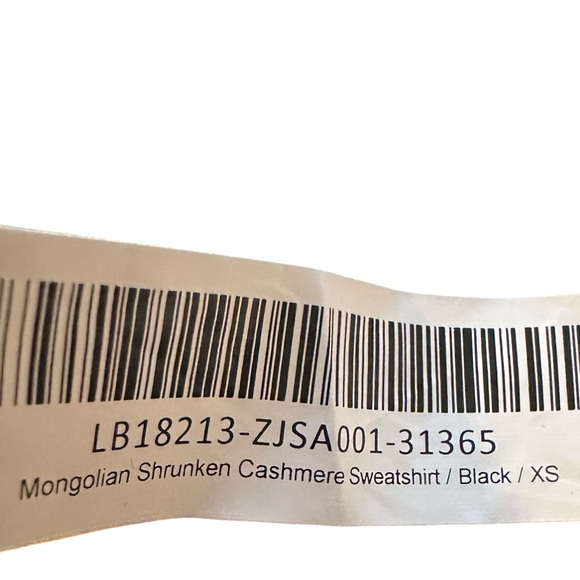 LB18213-ZJSA001-31365
Mongolian Shrunken Cashmere Sweatshirt / Black / XS